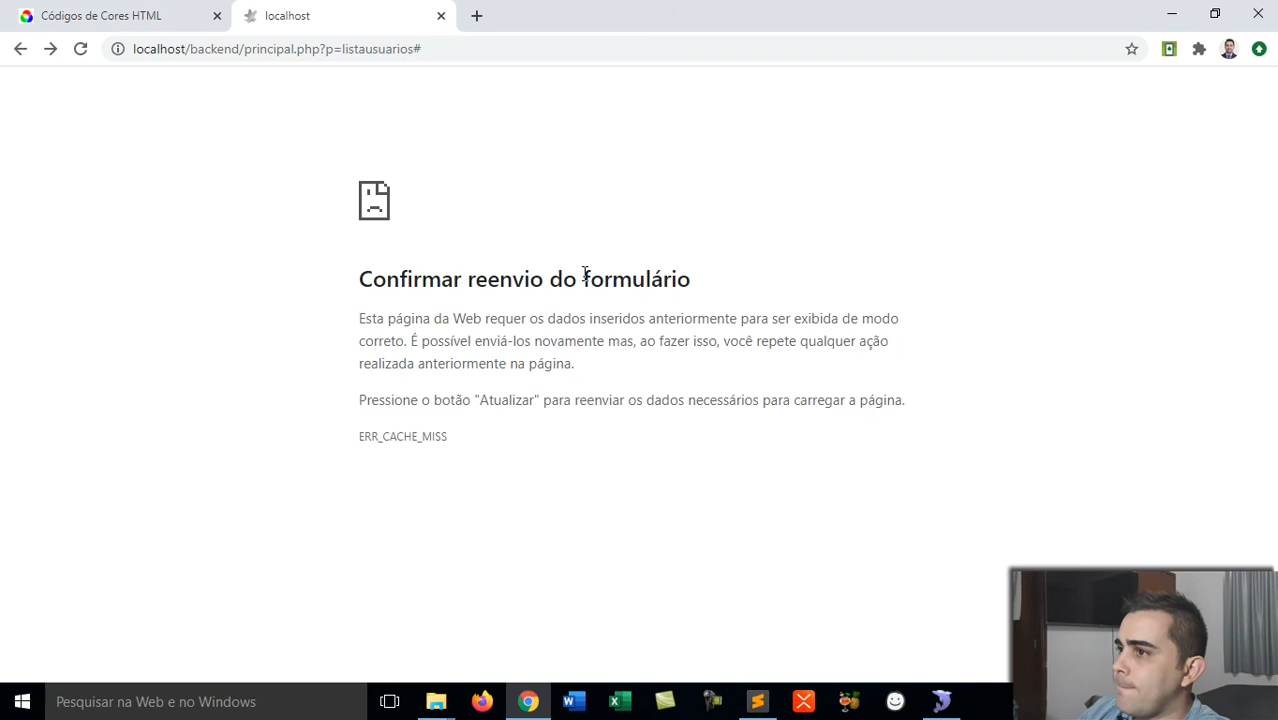 Códigos de Cores HTML
localhost
localhost/backend/principal.php?p=listausuarios#
Confirmar reenvio do formulário
Esta página da Web requer os dados inseridos anteriormente para ser exibida de modo
correto. É possível enviá-los novamente mas, ao fazer isso, você repete qualquer ação
realizada anteriormente na página.
Pressione o botão "Atualizar" para reenviar os dados necessários para carregar a página.
ERR_CACHE_MISS
Pesquisar na Web e no Windows